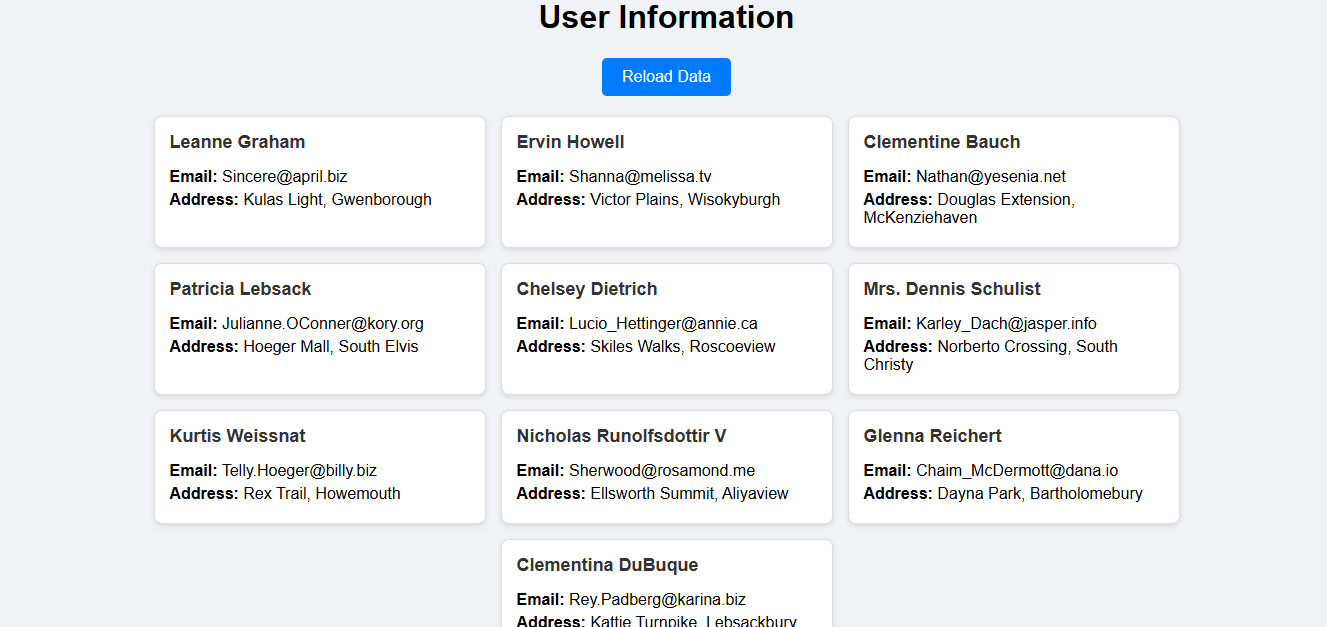 User Information
Reload Data
Leanne Graham
Email: Sincere@april.biz
Address: Kulas Light, Gwenborough
Ervin Howell
Email: Shanna@melissa.tv
Address: Victor Plains, Wisokyburgh
Clementine Bauch
Email: Nathan@yesenia.net
Address: Douglas Extension,
McKenziehaven
Patricia Lebsack
Email: Julianne.OConner@kory.org
Address: Hoeger Mall, South Elvis
Chelsey Dietrich
Email: Lucio_Hettinger@annie.ca
Address: Skiles Walks, Roscoeview
Mrs. Dennis Schulist
Email: Karley_Dach@jasper.info
Address: Norberto Crossing, South
Christy
Kurtis Weissnat
Email: Telly.Hoeger@billy.biz
Address: Rex Trail, Howemouth
Nicholas Runolfsdottir V
Email: Sherwood@rosamond.me
Address: Ellsworth Summit, Aliyaview
Glenna Reichert
Email: Chaim_McDermott@dana.io
Address: Dayna Park, Bartholomebury
Clementina DuBuque
Email: Rey.Padberg@karina.biz
Address: Kattie Turnpike, Lebsackbury